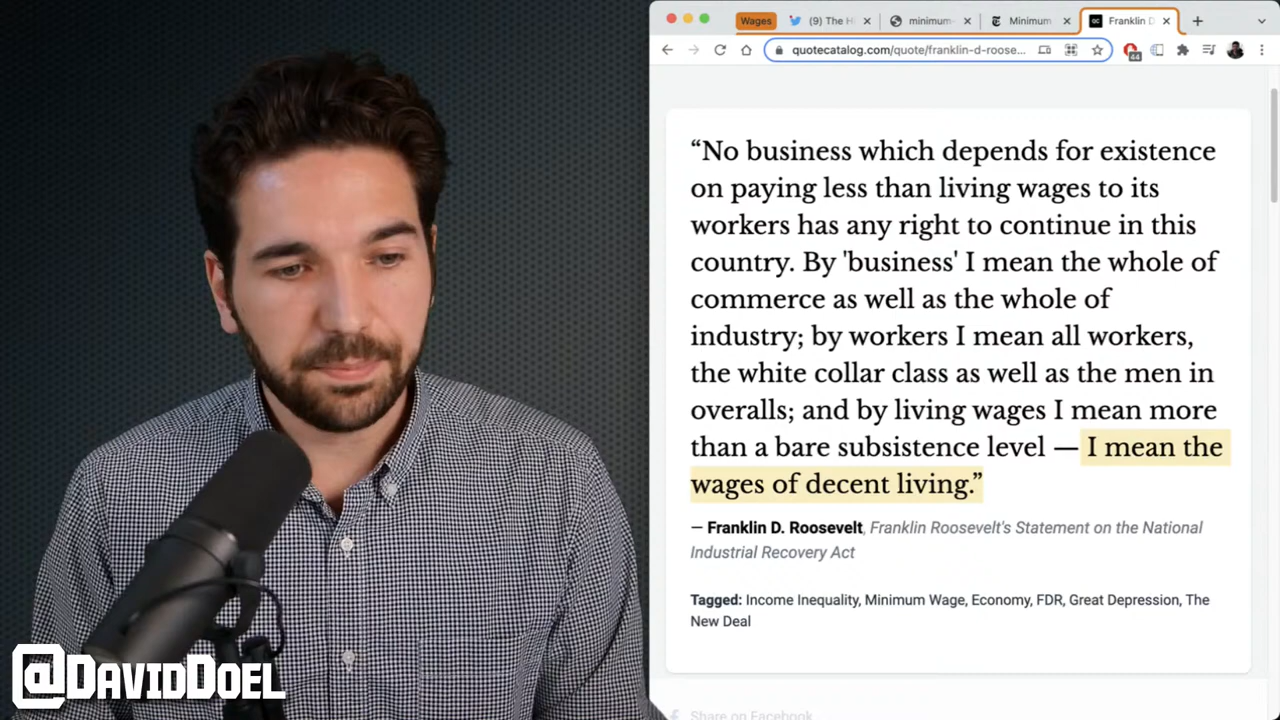 Wages
(9) The Hi
minimum-
Minimum
Franklin D
quotecatalog.com/quote/franklin-d-roose...
44
“No business which depends for existence
on paying less than living wages to its
workers has any right to continue in this
country. By 'business' I mean the whole of
commerce as well as the whole of
industry; by workers I mean all workers,
the white collar class as well as the men in
overalls; and by living wages I mean more
than a bare subsistence level — I mean the
wages of decent living.”
— Franklin D. Roosevelt, Franklin Roosevelt's Statement on the National
Industrial Recovery Act
Tagged: Income Inequality, Minimum Wage, Economy, FDR, Great Depression, The
New Deal
Share on Facebook
@DavidDoel